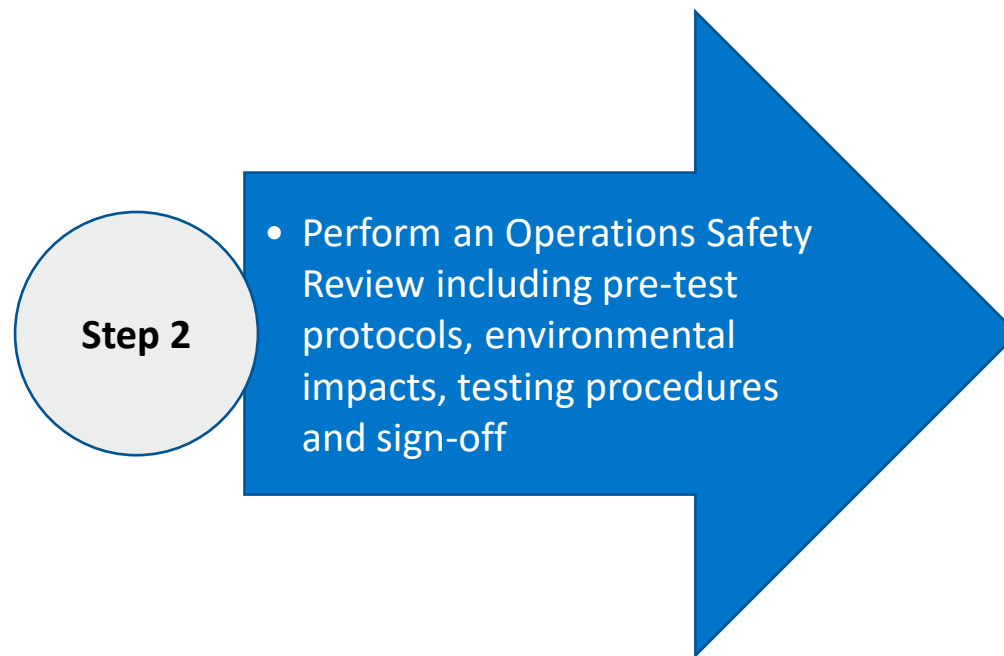 Step 2
• Perform an Operations Safety
Review including pre-test
protocols, environmental
impacts, testing procedures
and sign-off